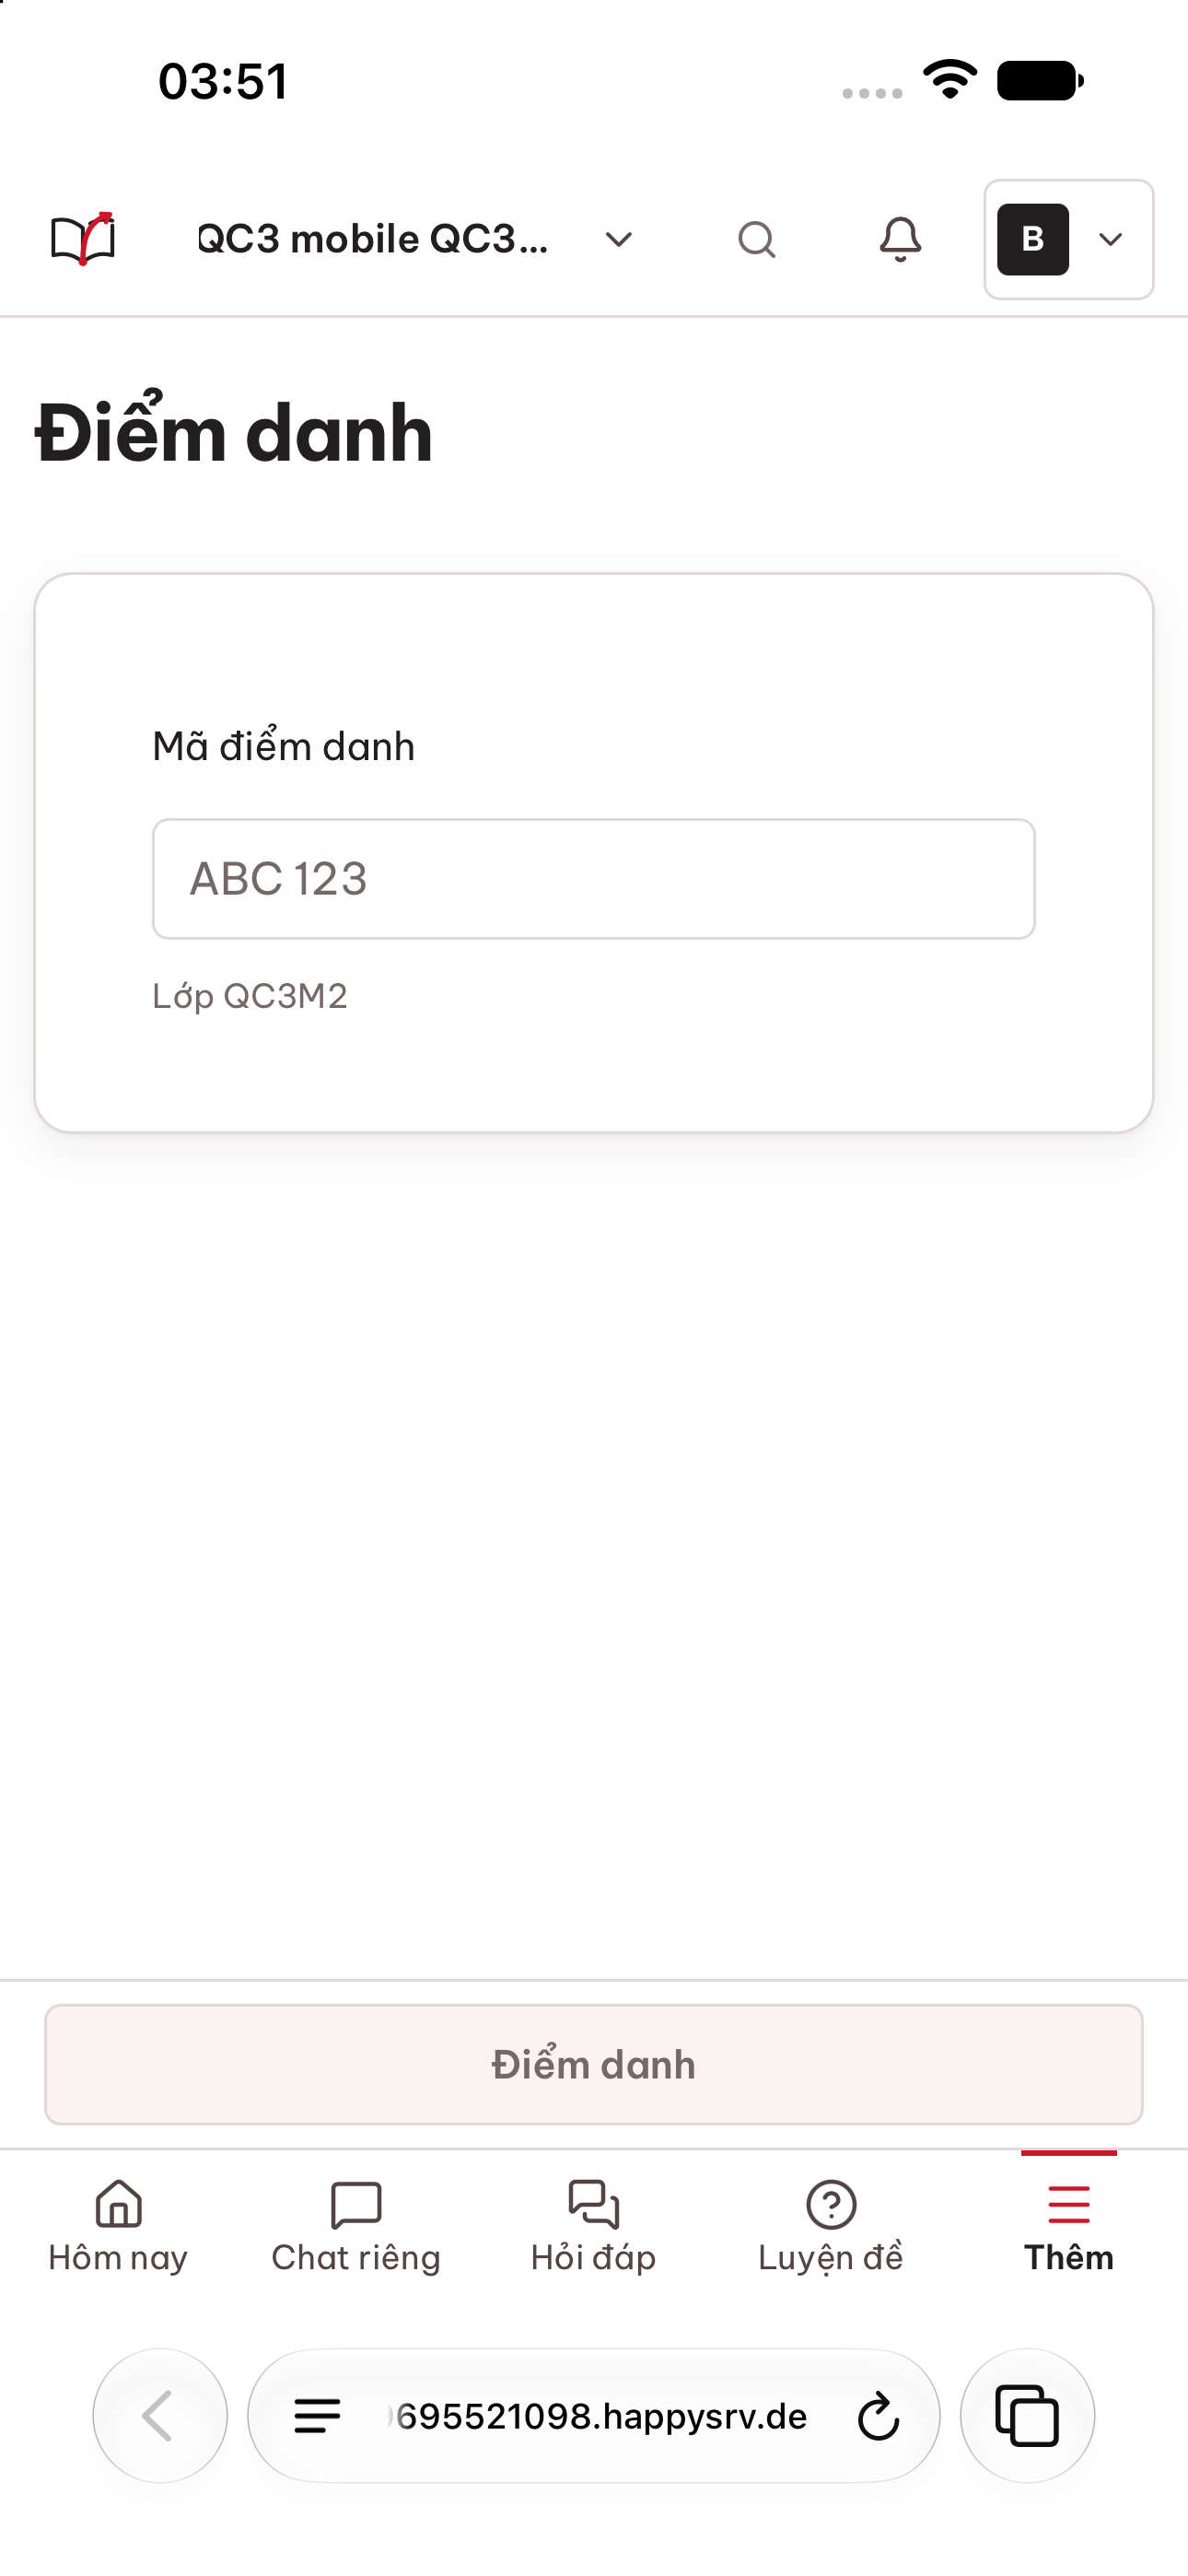 03:51
QC3 mobile QC3...
B
Điểm danh
Mã điểm danh
ABC 123
Lớp QC3M2
Điểm danh
Hôm nay
Chat riêng
Hỏi đáp
Luyện đề
Thêm
695521098.happysrv.de